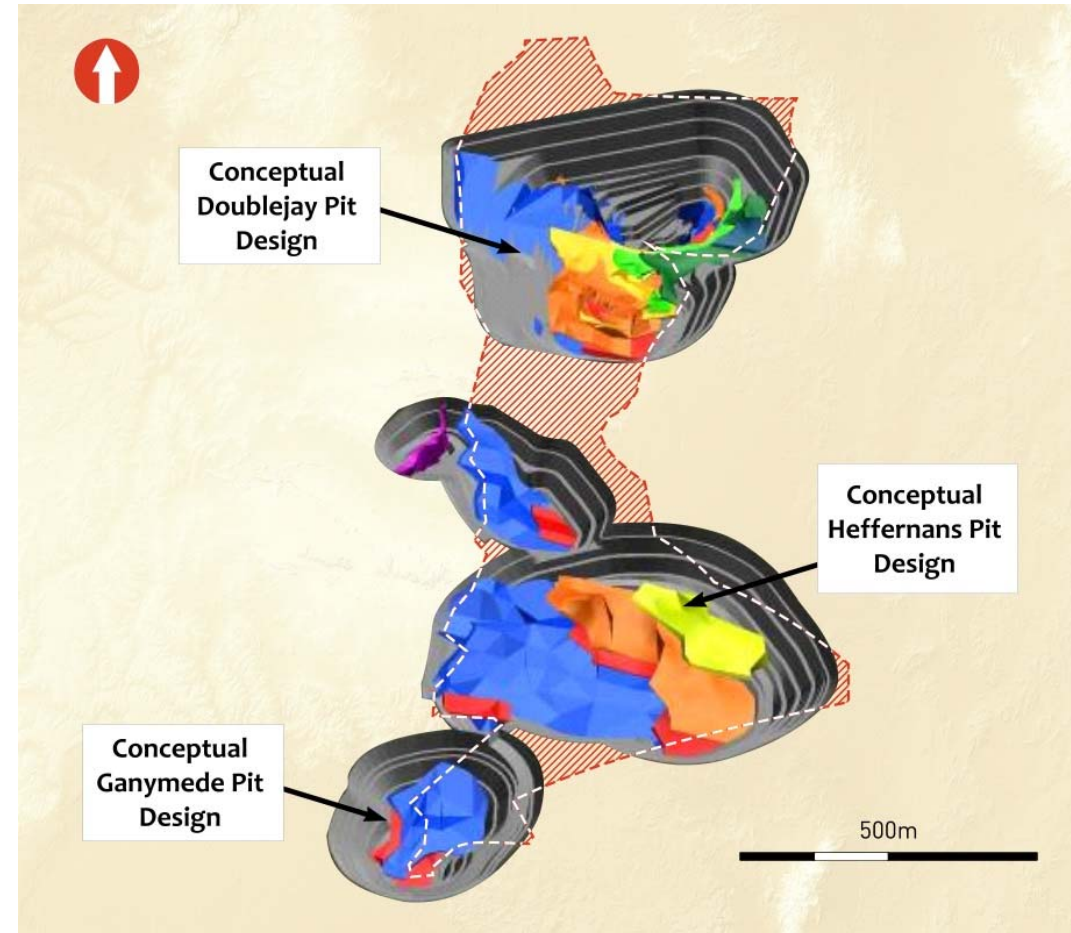 Conceptual
Doublejay Pit
Design
Conceptual
Heffernans Pit
Design
Conceptual
Ganymede Pit
Design
500m